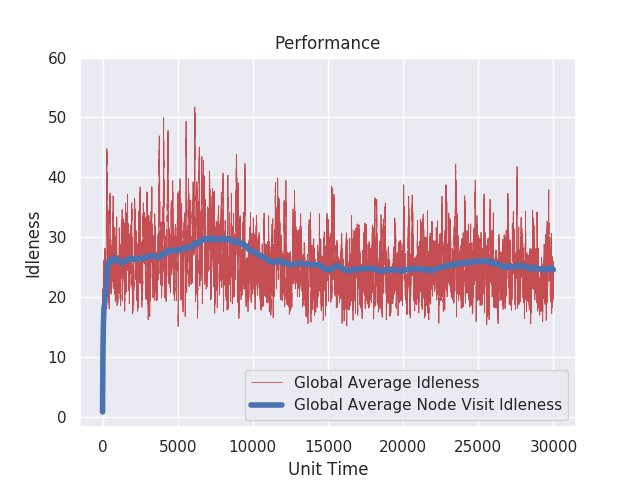 Performance
60
50
40
30
20
10
0
Idleness
Global Average Idleness
Global Average Node Visit Idleness
0 5000 10000 15000 20000 25000 30000
Unit Time